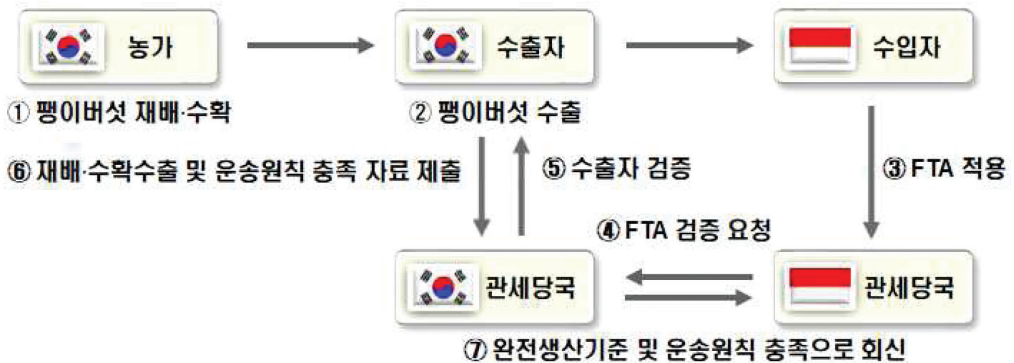 농가
수출자
수입자
① 팽이버섯 재배·수확
② 팽이버섯 수출
⑥ 재배·수확수출 및 운송원칙 충족 자료 제출
⑤ 수출자 검증
③ FTA 적용
④ FTA 검증 요청
관세당국
관세당국
⑦ 완전생산기준 및 운송원칙 충족으로 회신